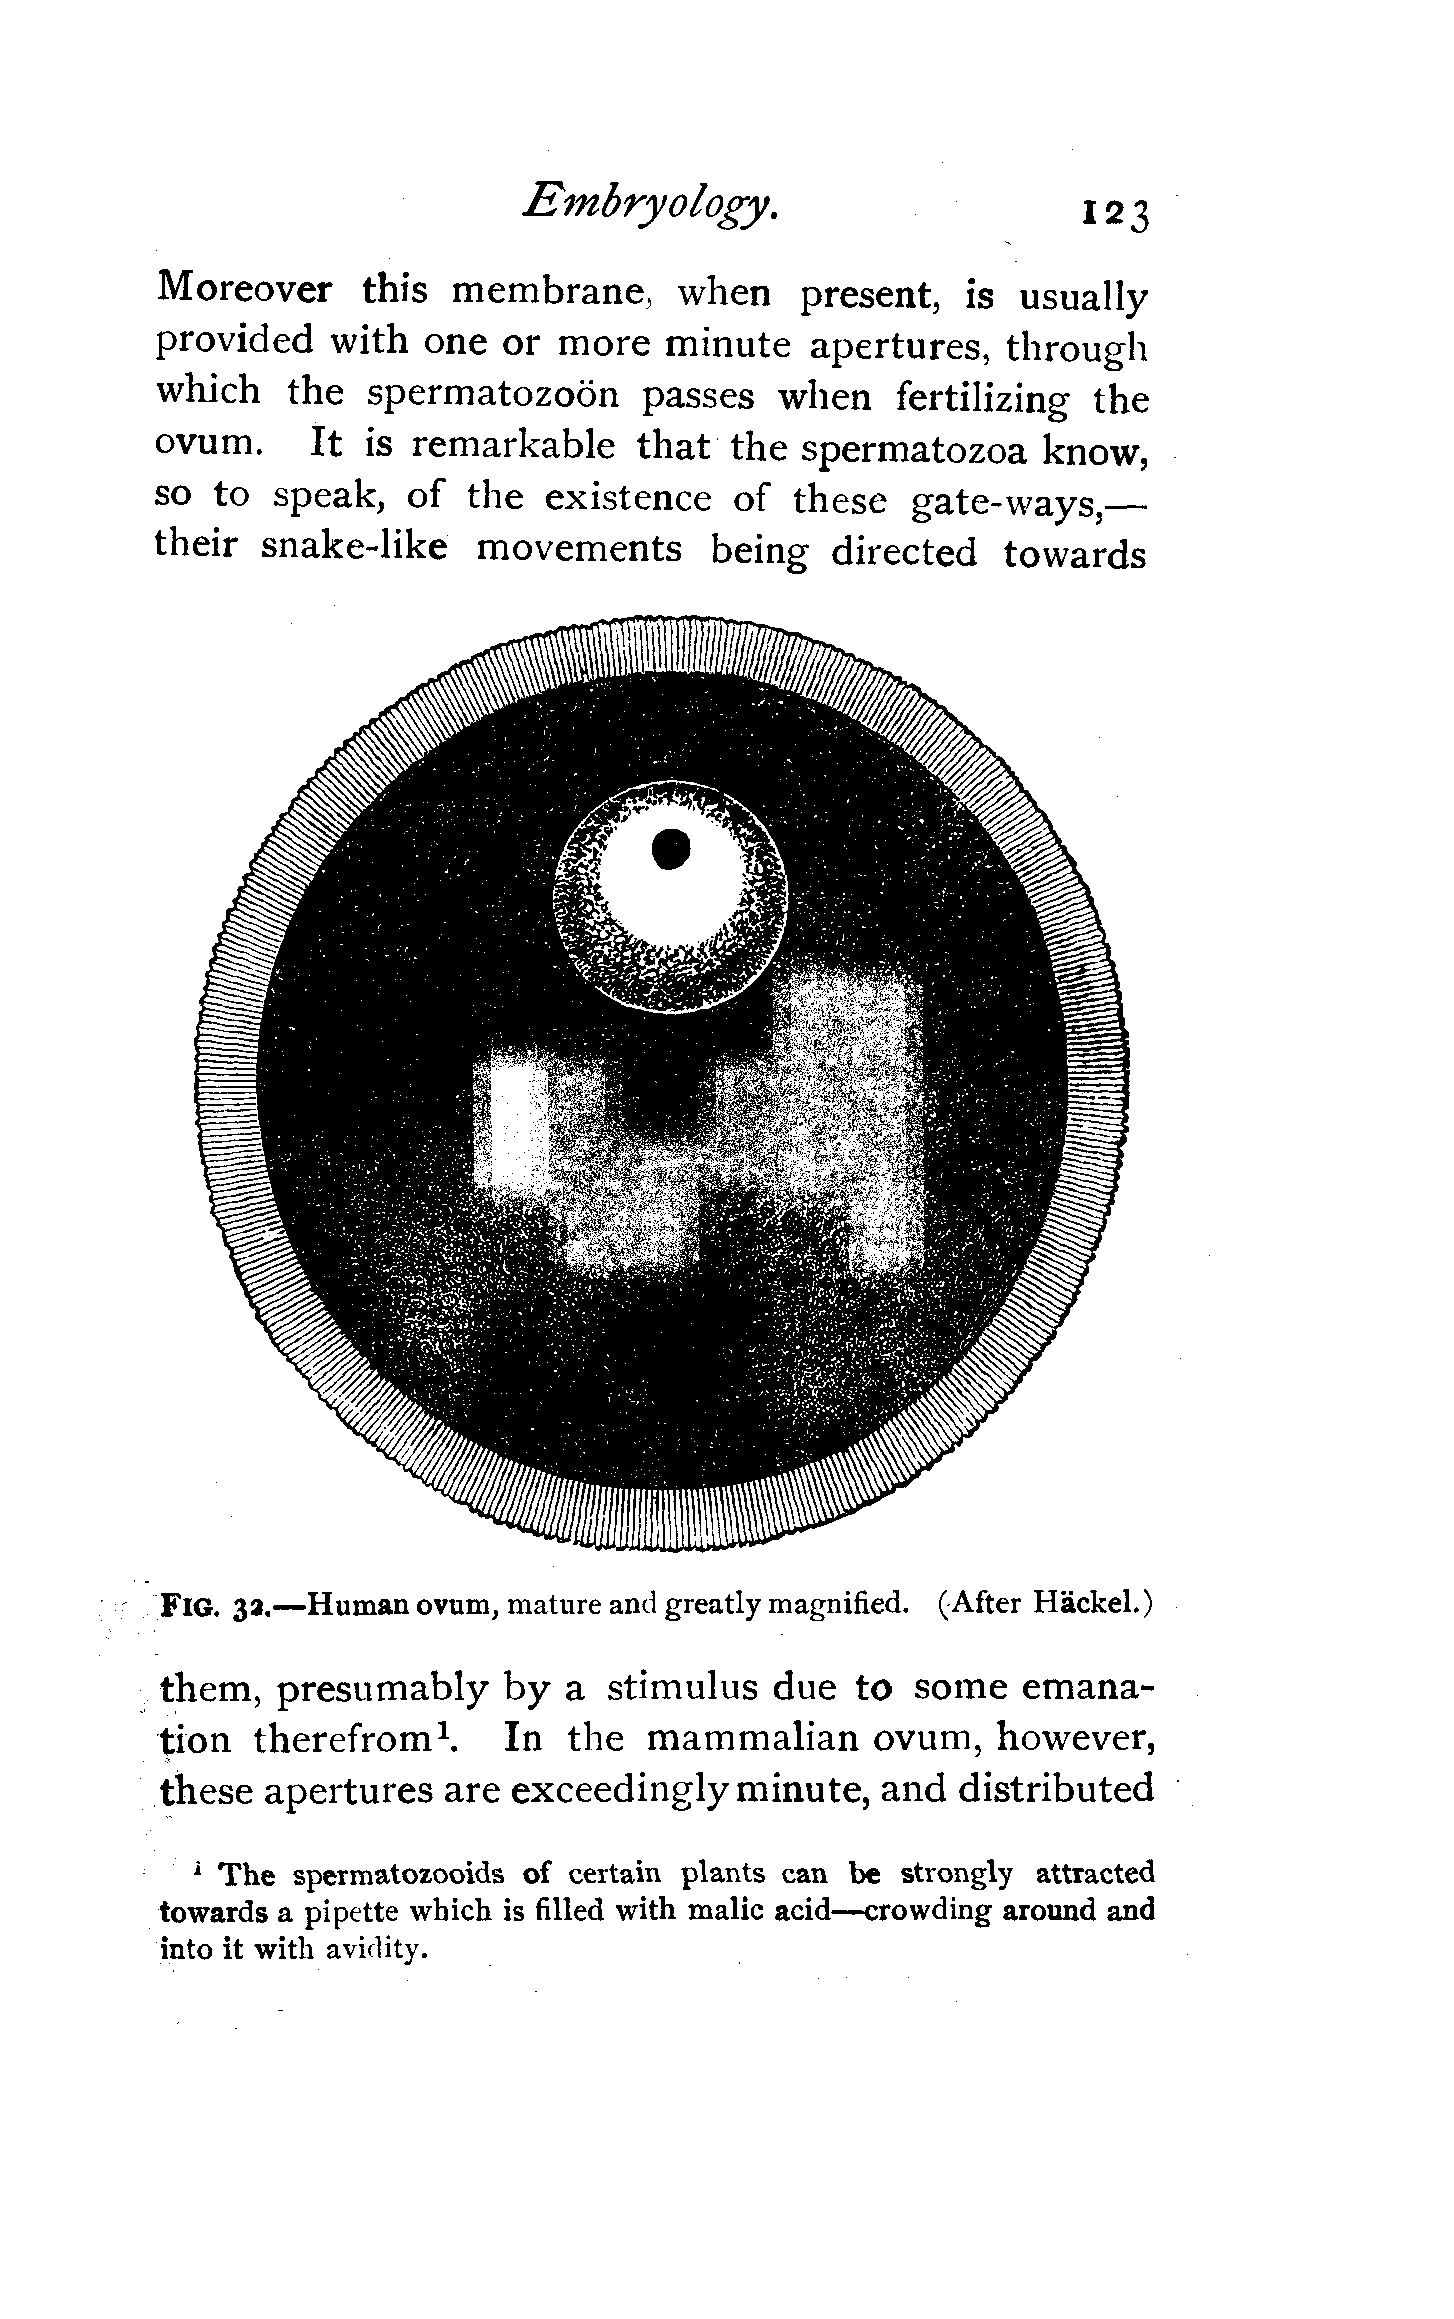 Embryology. 123
Moreover this membrane, when present, is usually
provided with one or more minute apertures, through
which the spermatozoön passes when fertilizing the
ovum. It is remarkable that the spermatozoa know,
so to speak, of the existence of these gate-ways,—
their snake-like movements being directed towards
FIG. 32.—Human ovum, mature and greatly magnified. (After Häckel.)
them, presumably by a stimulus due to some emana-
tion therefrom¹. In the mammalian ovum, however,
these apertures are exceedingly minute, and distributed
¹ The spermatozooids of certain plants can be strongly attracted
towards a pipette which is filled with malic acid—crowding around and
into it with avidity.